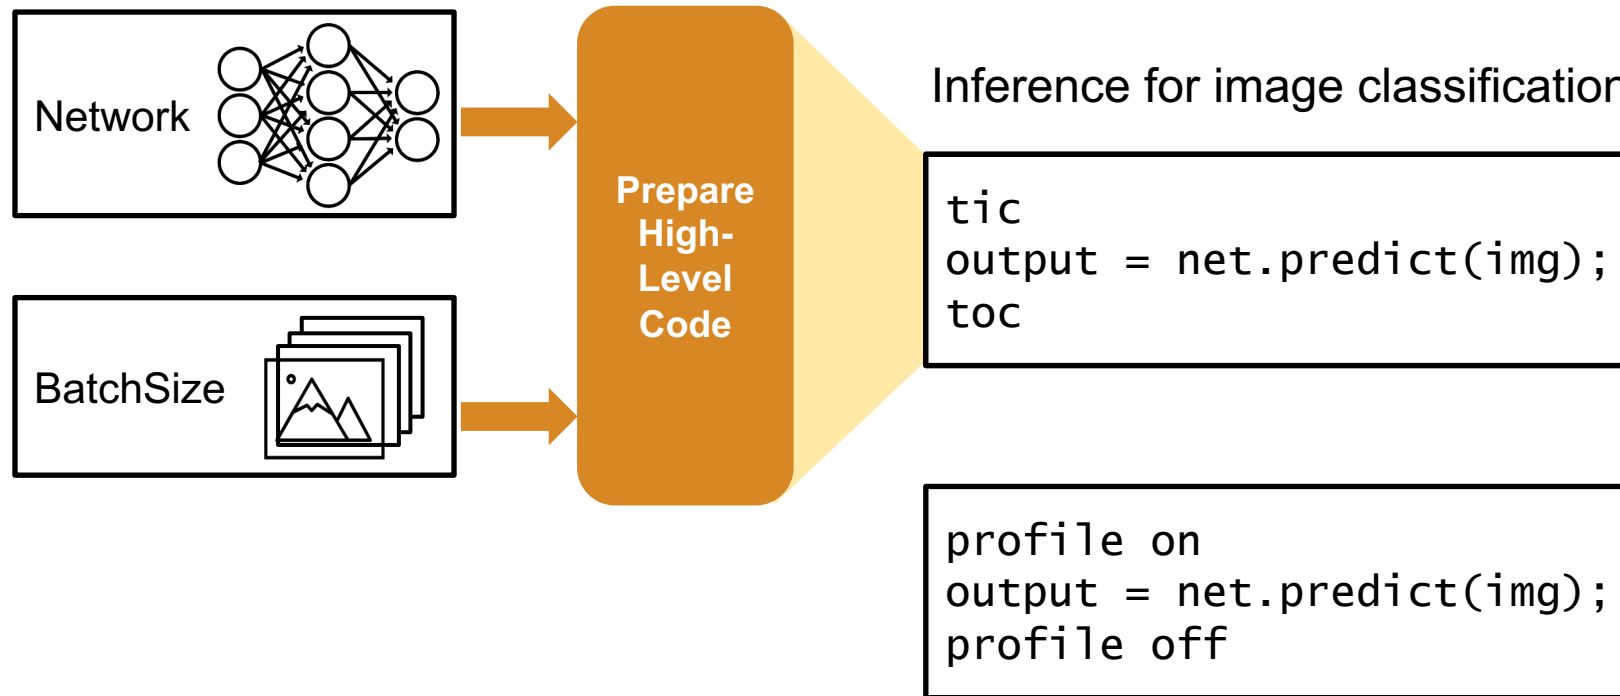 Network
BatchSize
Prepare
High-
Level
Code
Inference for image classification
tic
output = net.predict(img);
toc
profile on
output = net.predict(img);
profile off